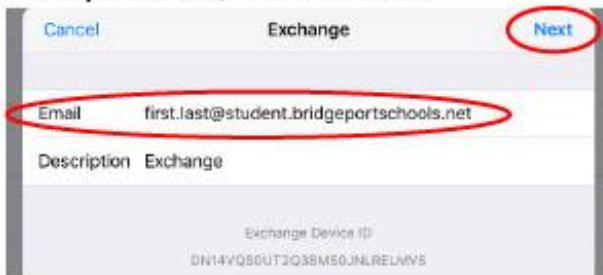 Cancel Exchange Next
Email first.last@student.bridgeportschools.net
Description Exchange
Exchange Device ID